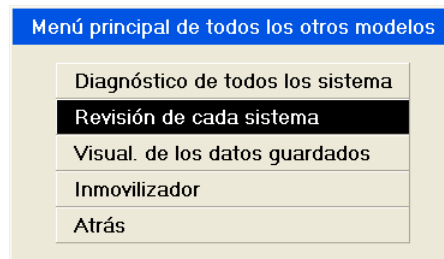 Menú principal de todos los otros modelos
Diagnóstico de todos los sistema
Revisión de cada sistema
Visual. de los datos guardados
Inmovilizador
Atrás